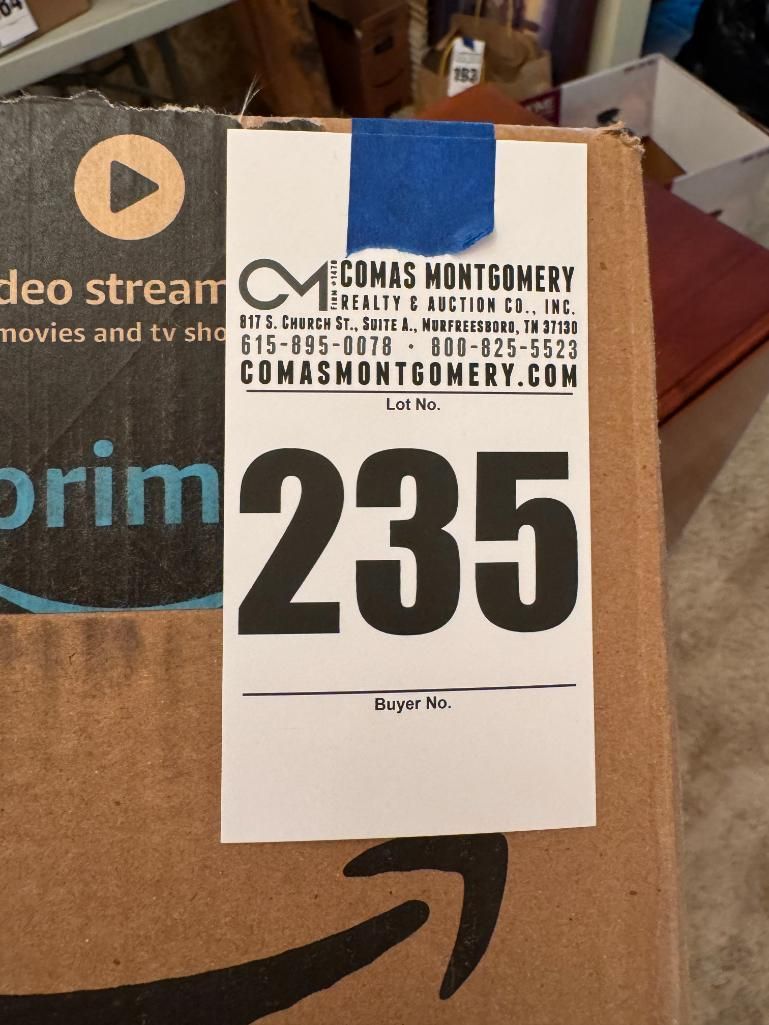 193
deo stream
movies and tv sho
prim
CM FIRM #1478
COMAS MONTGOMERY
REALTY & AUCTION CO., INC.
817 S. CHURCH ST., SUITE A., MURFREESBORO, TN 37130
615-895-0078 · 800-825-5523
COMASMONTGOMERY.COM
Lot No.
235
Buyer No.